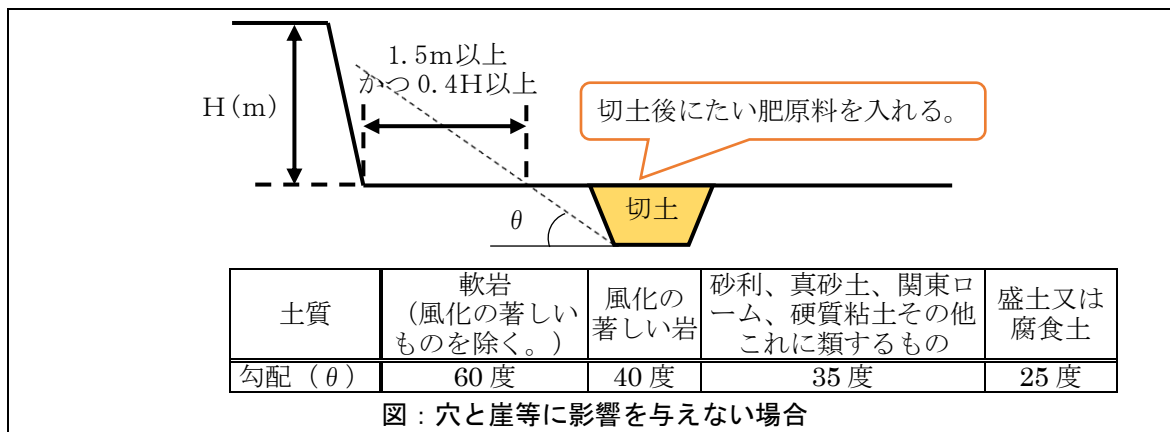 1.5m以上
かつ0.4H以上
H(m)
切土後にたい肥原料を入れる。
切土
θ
土質
軟岩
（風化の著しい
ものを除く。）
風化の
著しい岩
砂利、真砂土、関東ロ
ーム、硬質粘土その他
これに類するもの
盛土又は
腐食土
勾配（θ） 60度 40度 35度 25度
図：穴と崖等に影響を与えない場合